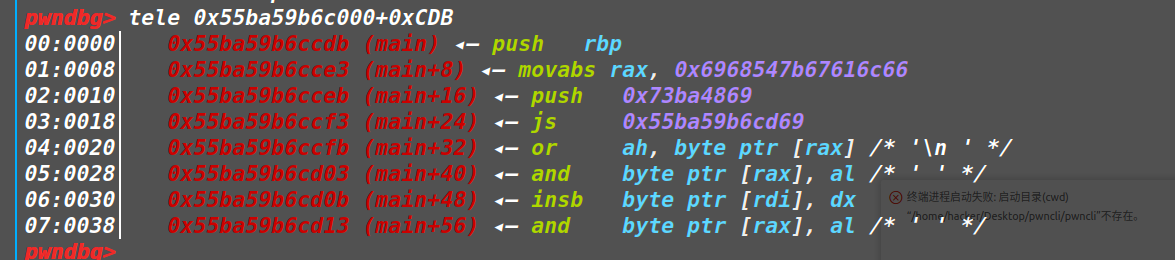 pwndbg> tele 0x55ba59b6c000+0xCDB
00:0000│ 0x55ba59b6ccdb (main) ◂— push rbp
01:0008│ 0x55ba59b6cce3 (main+8) ◂— movabs rax, 0x6968547b67616c66
02:0010│ 0x55ba59b6cceb (main+16) ◂— push 0x73ba4869
03:0018│ 0x55ba59b6ccf3 (main+24) ◂— js 0x55ba59b6cd69
04:0020│ 0x55ba59b6ccfb (main+32) ◂— or ah, byte ptr [rax] /* '\n ' */
05:0028│ 0x55ba59b6cd03 (main+40) ◂— and byte ptr [rax], al /* ' ' */
06:0030│ 0x55ba59b6cd0b (main+48) ◂— insb byte ptr [rdi], dx
终端进程启动失败: 启动目录(cwd)
"/home/hacker/Desktop/pwncli/pwncli"不存在。
07:0038│ 0x55ba59b6cd13 (main+56) ◂— and byte ptr [rax], al /* ' ' */
pwndbg>